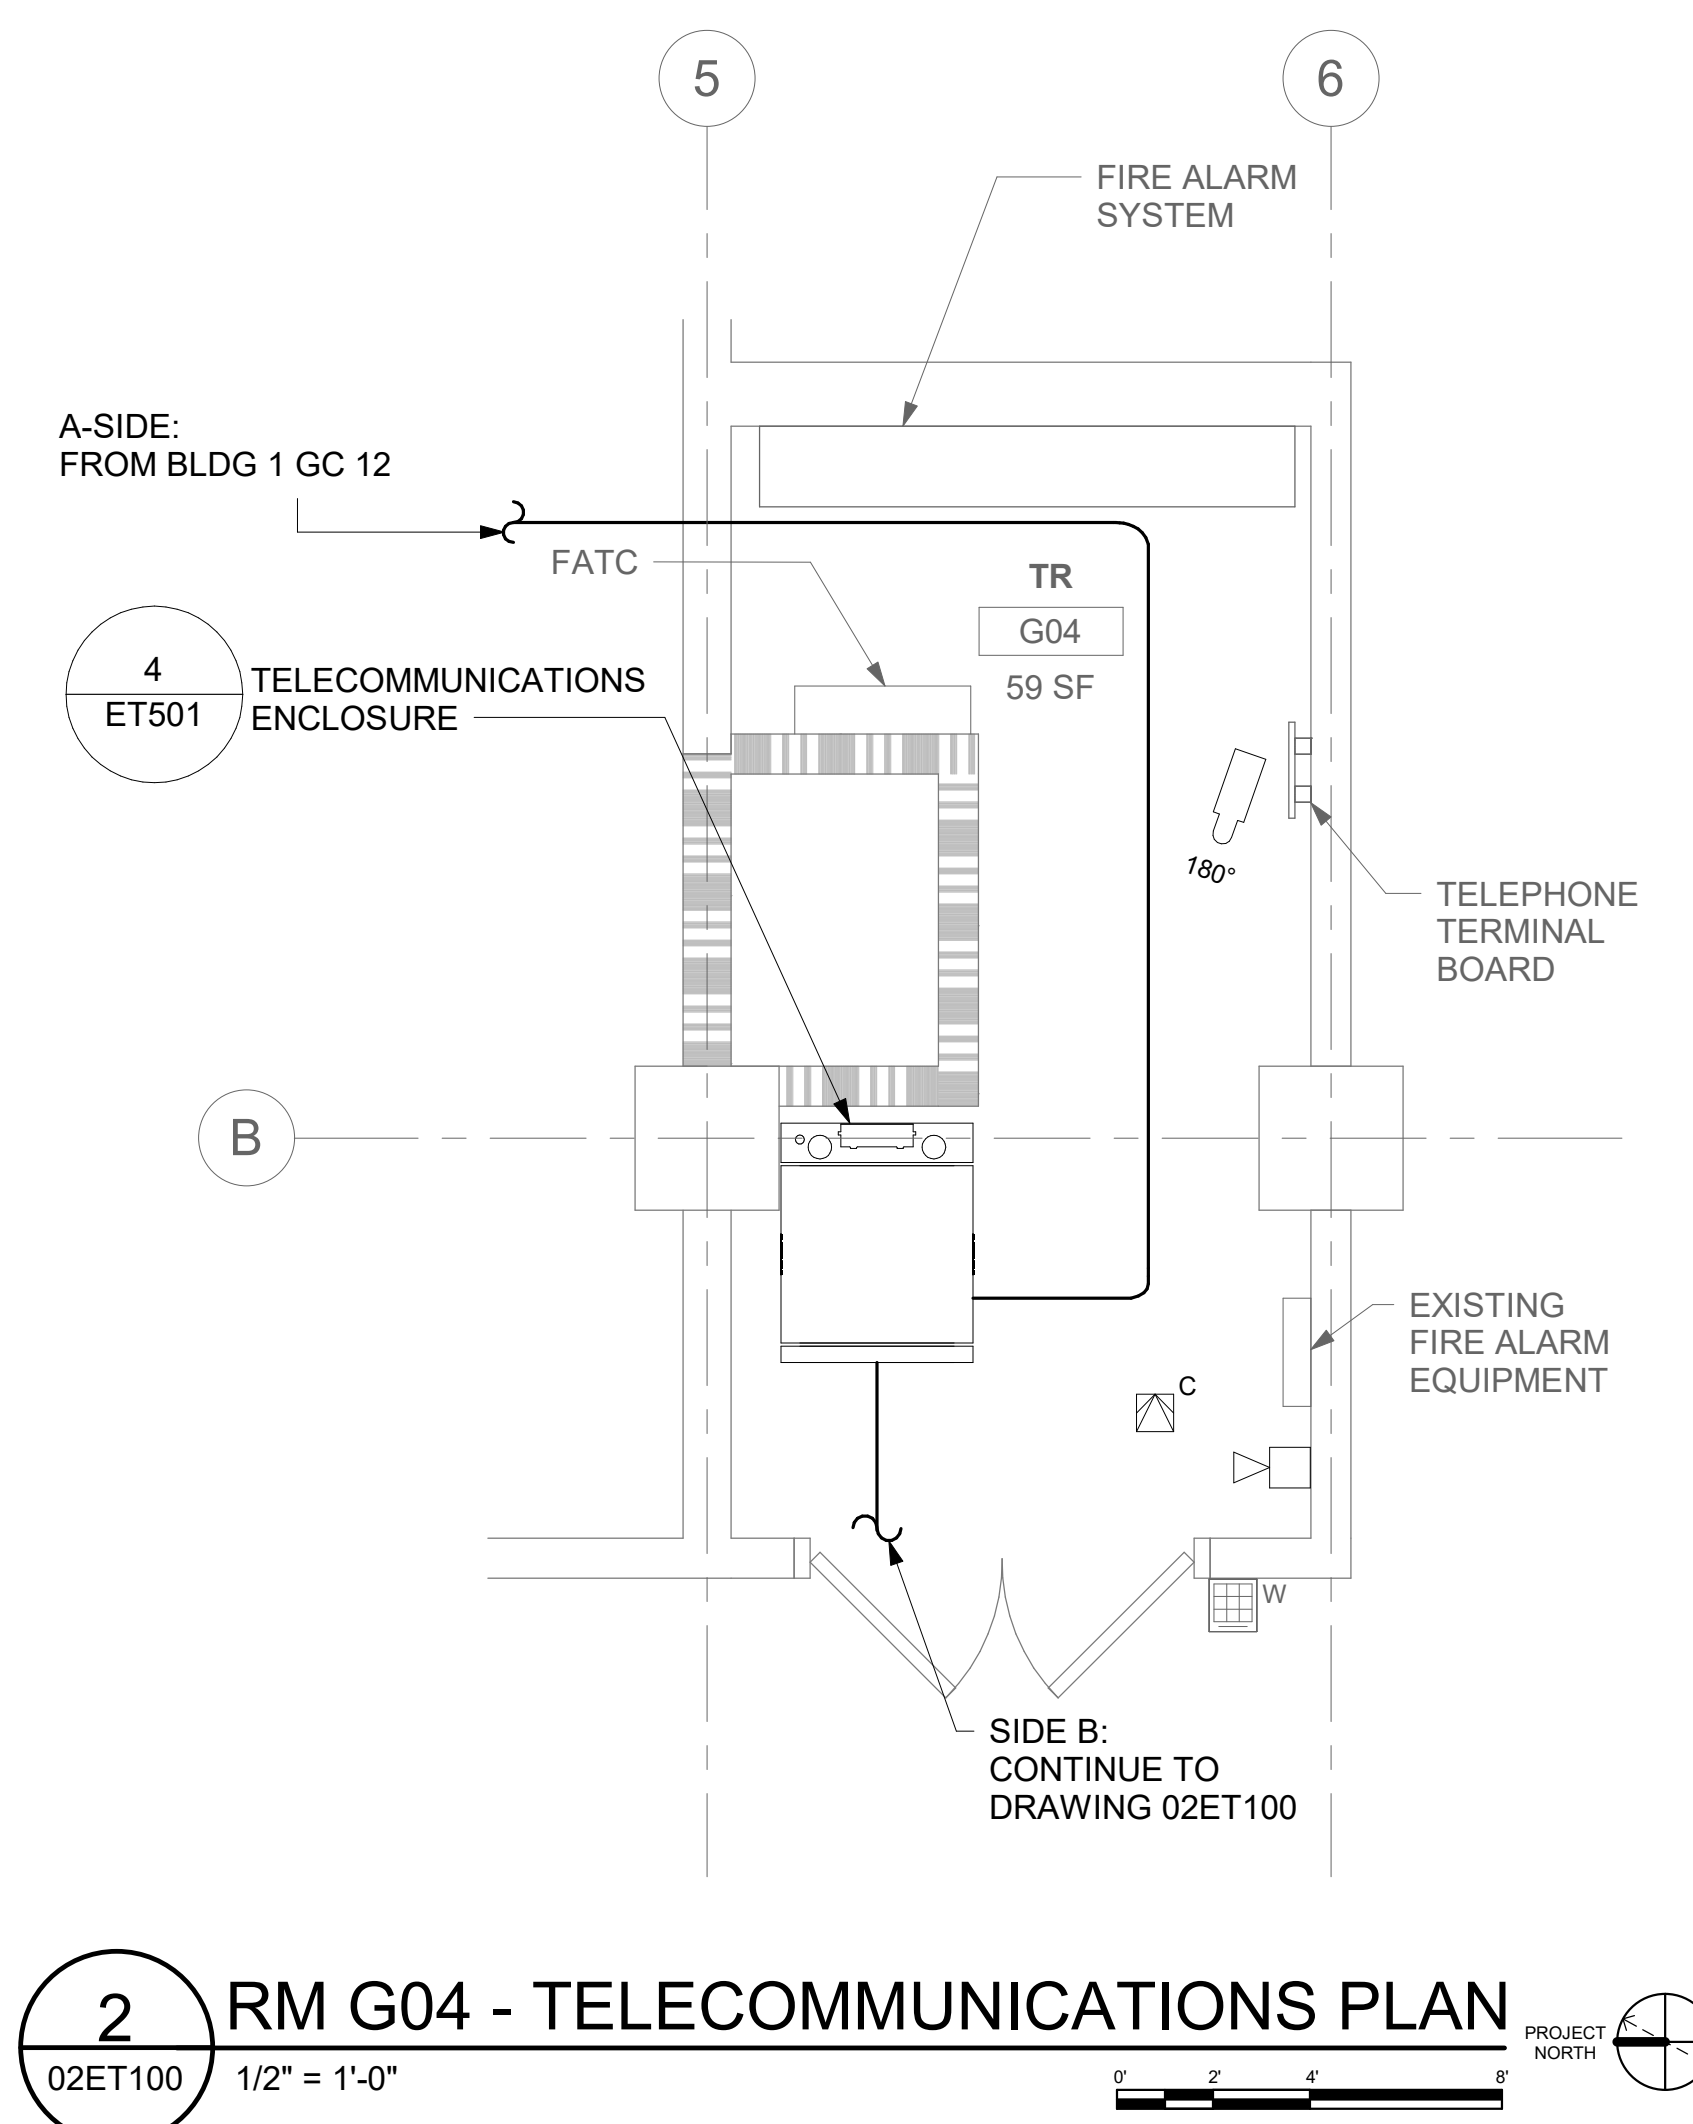 5
6
FIRE ALARM
SYSTEM
A-SIDE:
FROM BLDG 1 GC 12
FATC
TR
G04
59 SF
4
ET501
TELECOMMUNICATIONS
ENCLOSURE
180°
TELEPHONE
TERMINAL
BOARD
B
EXISTING
FIRE ALARM
EQUIPMENT
C
W
SIDE B:
CONTINUE TO
DRAWING 02ET100
2
02ET100
RM G04 - TELECOMMUNICATIONS PLAN
1/2" = 1'-0"
0' 2' 4' 8'
PROJECT
NORTH